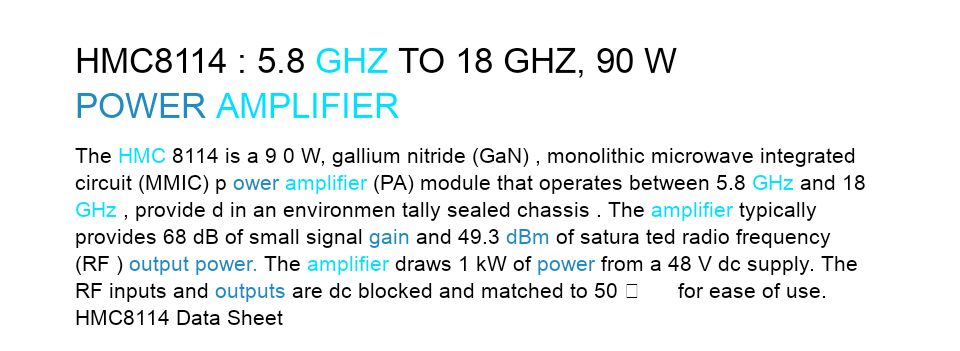 HMC8114 : 5.8 GHZ TO 18 GHZ, 90 W
POWER AMPLIFIER
The HMC 8114 is a 9 0 W, gallium nitride (GaN) , monolithic microwave integrated
circuit (MMIC) p ower amplifier (PA) module that operates between 5.8 GHz and 18
GHz , provide d in an environmen tally sealed chassis . The amplifier typically
provides 68 dB of small signal gain and 49.3 dBm of satura ted radio frequency
(RF ) output power. The amplifier draws 1 kW of power from a 48 V dc supply. The
RF inputs and outputs are dc blocked and matched to 50 □ for ease of use.
HMC8114 Data Sheet